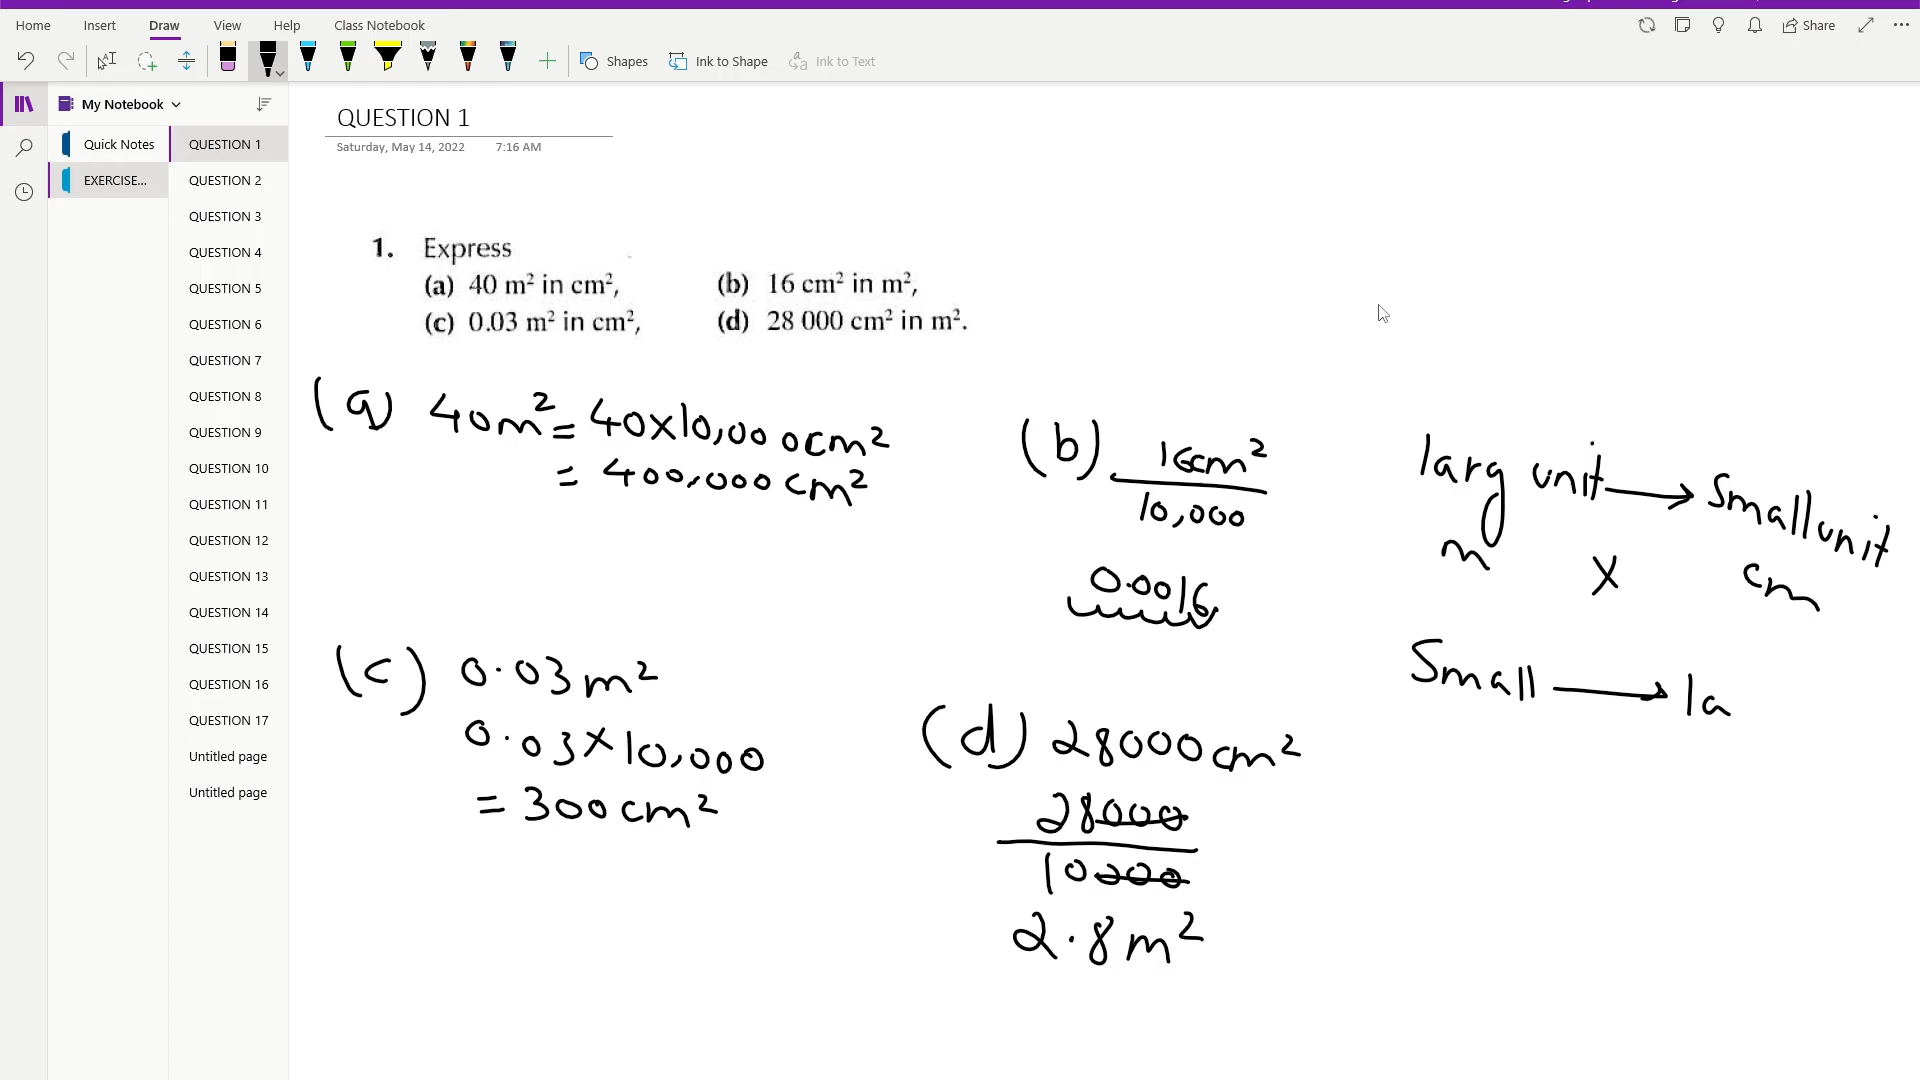 Home Insert Draw View Help Class Notebook
Share
Shapes Ink to Shape Ink to Text
My Notebook
Quick Notes
EXERCISE...
QUESTION 1
QUESTION 2
QUESTION 3
QUESTION 4
QUESTION 5
QUESTION 6
QUESTION 7
QUESTION 8
QUESTION 9
QUESTION 10
QUESTION 11
QUESTION 12
QUESTION 13
QUESTION 14
QUESTION 15
QUESTION 16
QUESTION 17
Untitled page
Untitled page
QUESTION 1
Saturday, May 14, 2022 7:16 AM
1. Express
(a) 40 m² in cm², (b) 16 cm² in m²,
(c) 0.03 m² in cm², (d) 28 000 cm² in m².
(a) 40m² = 40×10,000cm²
= 400,000 cm²
(b) 16cm²
10,000
0.0016
(c) 0.03m²
0.03×10,000
= 300cm²
(d) 28000cm²
28000
10000
2.8m²
larg unit → Small unit
m × cm
Small → la